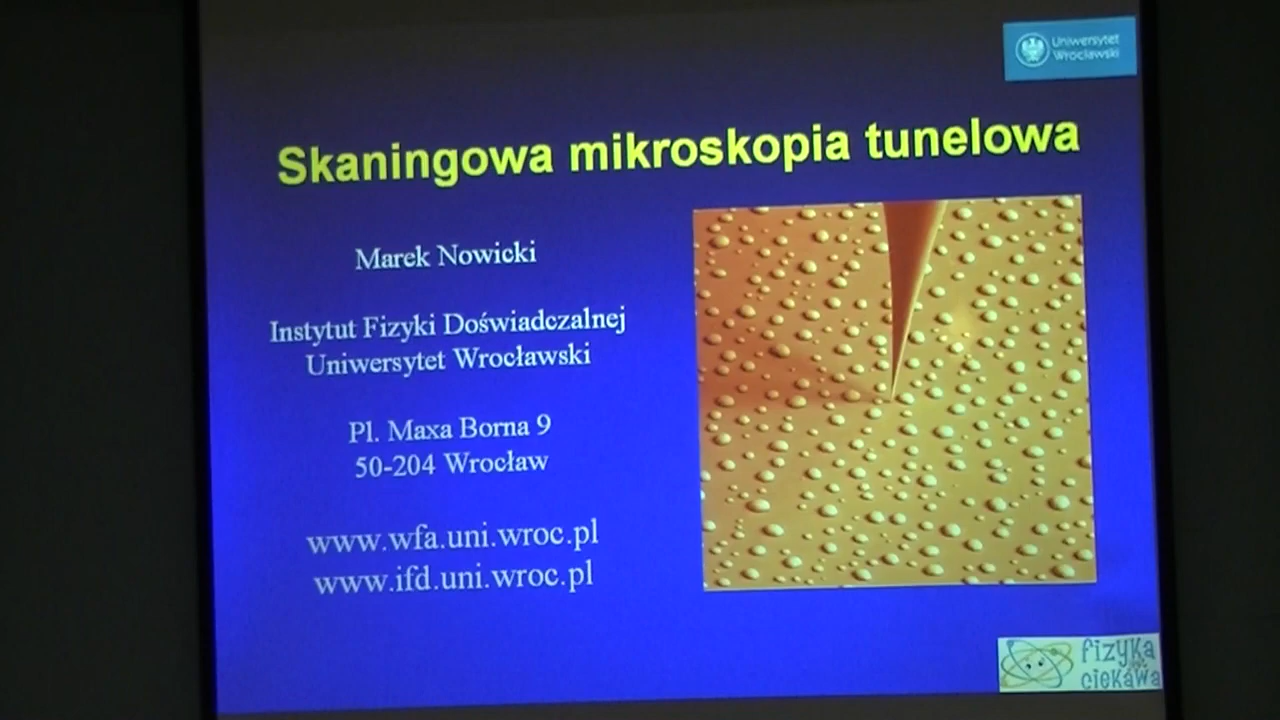 Uniwersytet
Wrocławski
Skaningowa mikroskopia tunelowa
Marek Nowicki
Instytut Fizyki Doświadczalnej
Uniwersytet Wrocławski
Pl. Maxa Borna 9
50-204 Wrocław
www.wfa.uni.wroc.pl
www.ifd.uni.wroc.pl
fizyka
jest
ciekawa